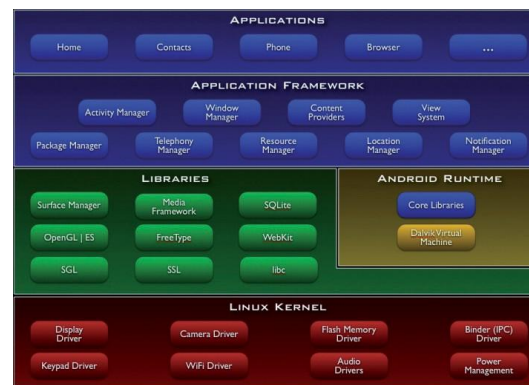 APPLICATIONS
Home
Contacts
Phone
Browser
...
APPLICATION FRAMEWORK
Activity Manager
Window
Manager
Content
Providers
View
System
Package Manager
Telephony
Manager
Resource
Manager
Location
Manager
Notification
Manager
LIBRARIES
Surface Manager
Media
Framework
SQLite
OpenGL | ES
FreeType
WebKit
SGL
SSL
libc
ANDROID RUNTIME
Core Libraries
Dalvik Virtual
Machine
LINUX KERNEL
Display
Driver
Camera Driver
Flash Memory
Driver
Binder (IPC)
Driver
Keypad Driver
WiFi Driver
Audio
Drivers
Power
Management